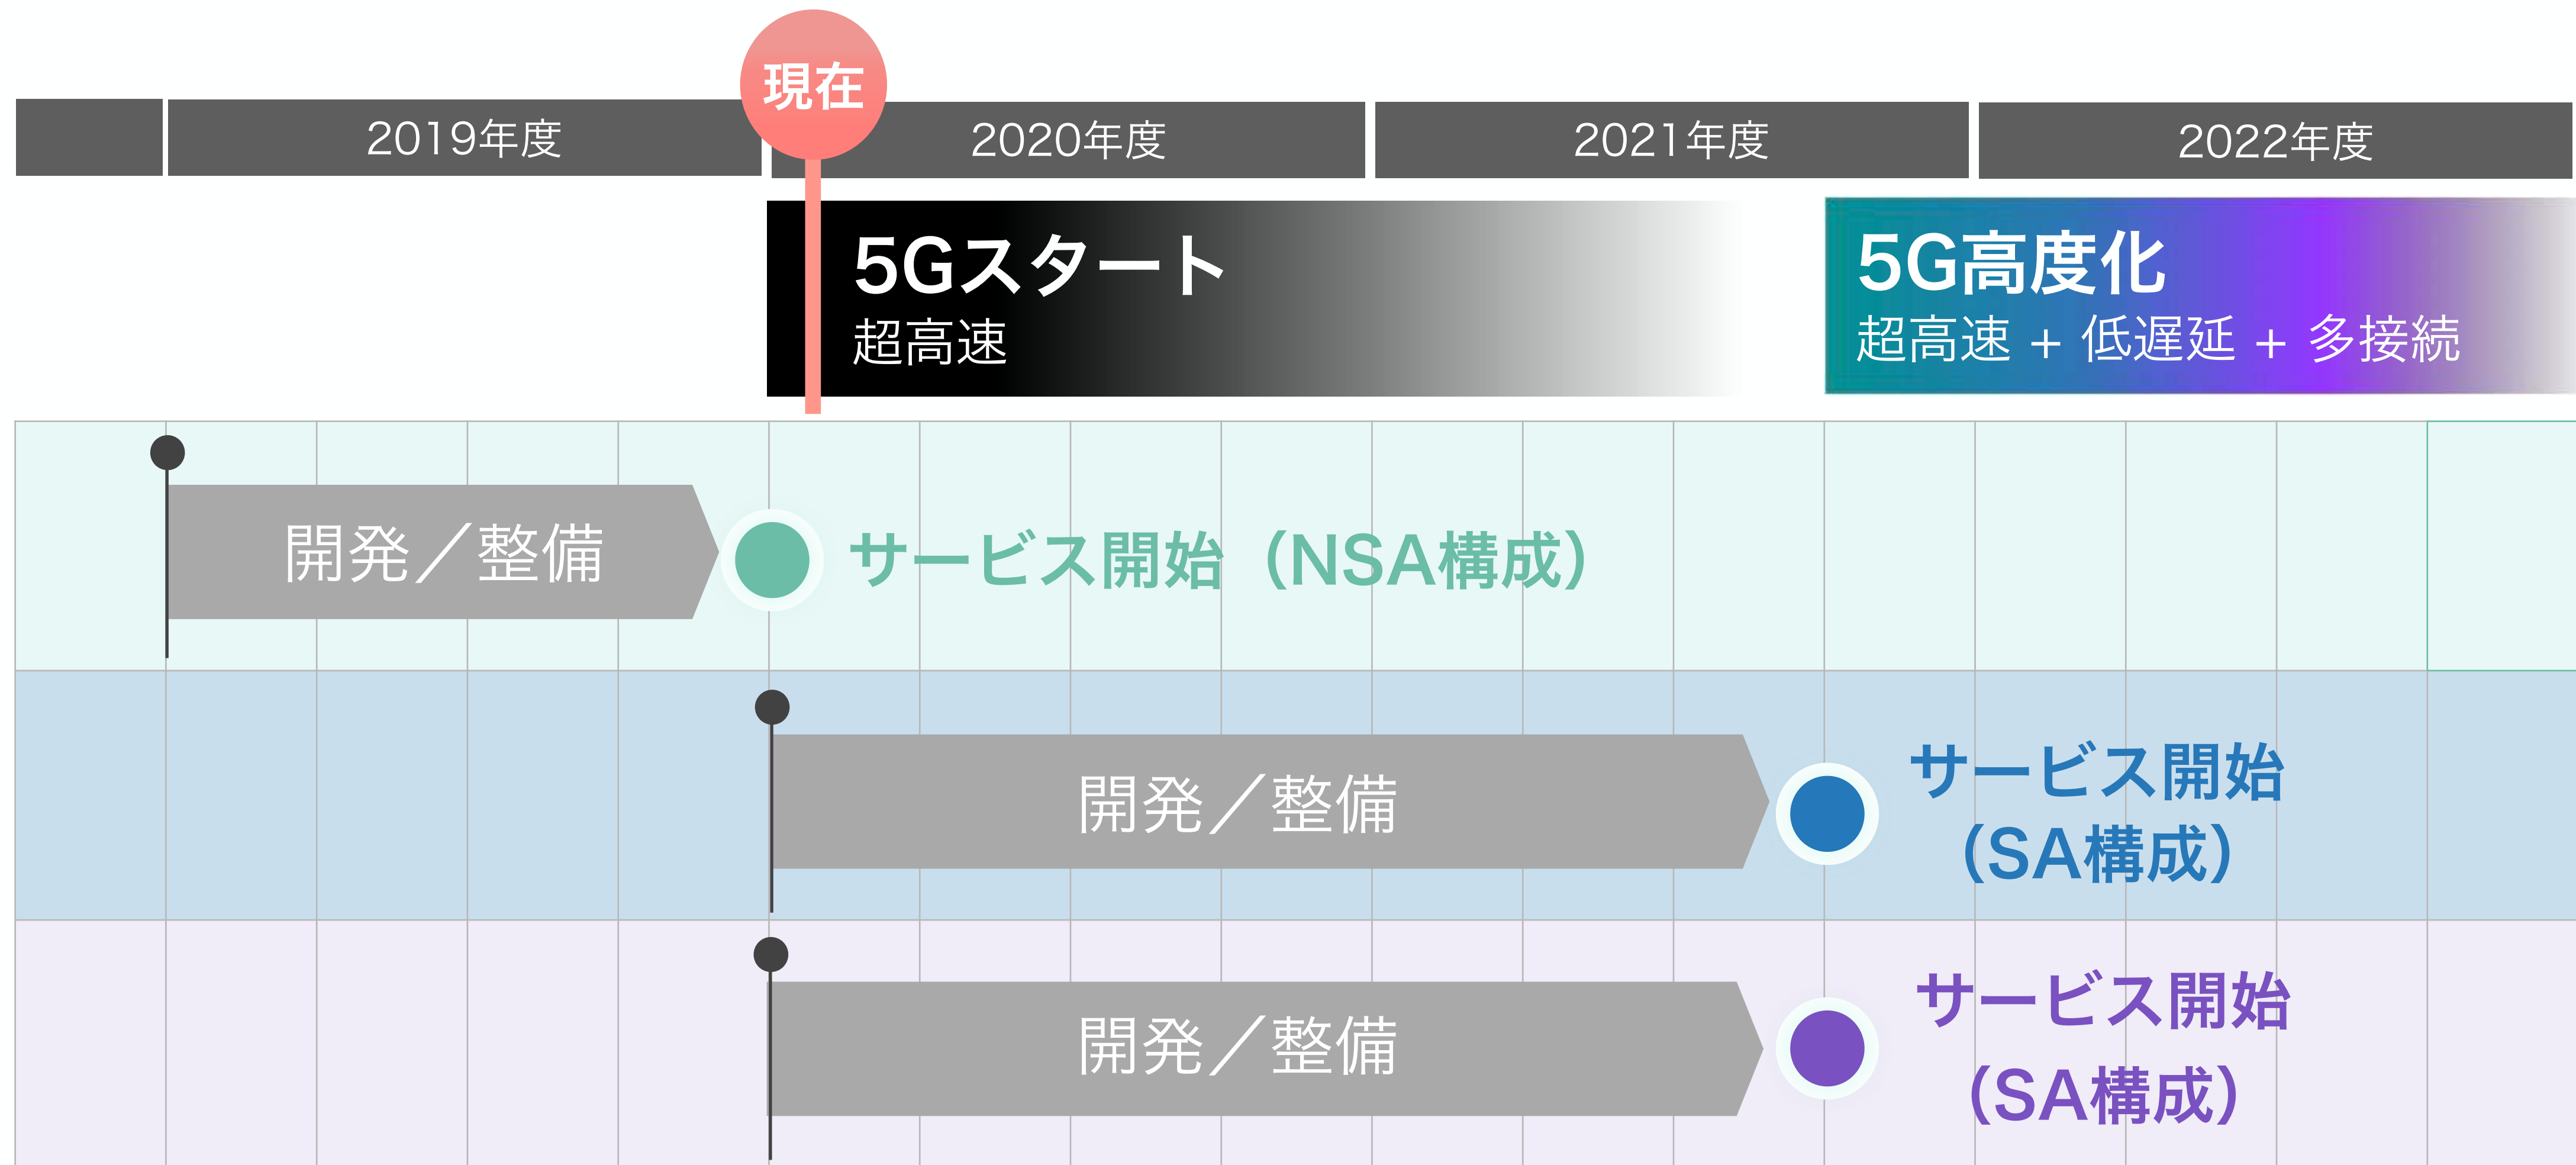 現在
2019年度
2020年度
2021年度
2022年度
5Gスタート
超高速
5G高度化
超高速 + 低遅延 + 多接続
開発／整備
サービス開始（NSA構成）
開発／整備
サービス開始
（SA構成）
開発／整備
サービス開始
（SA構成）